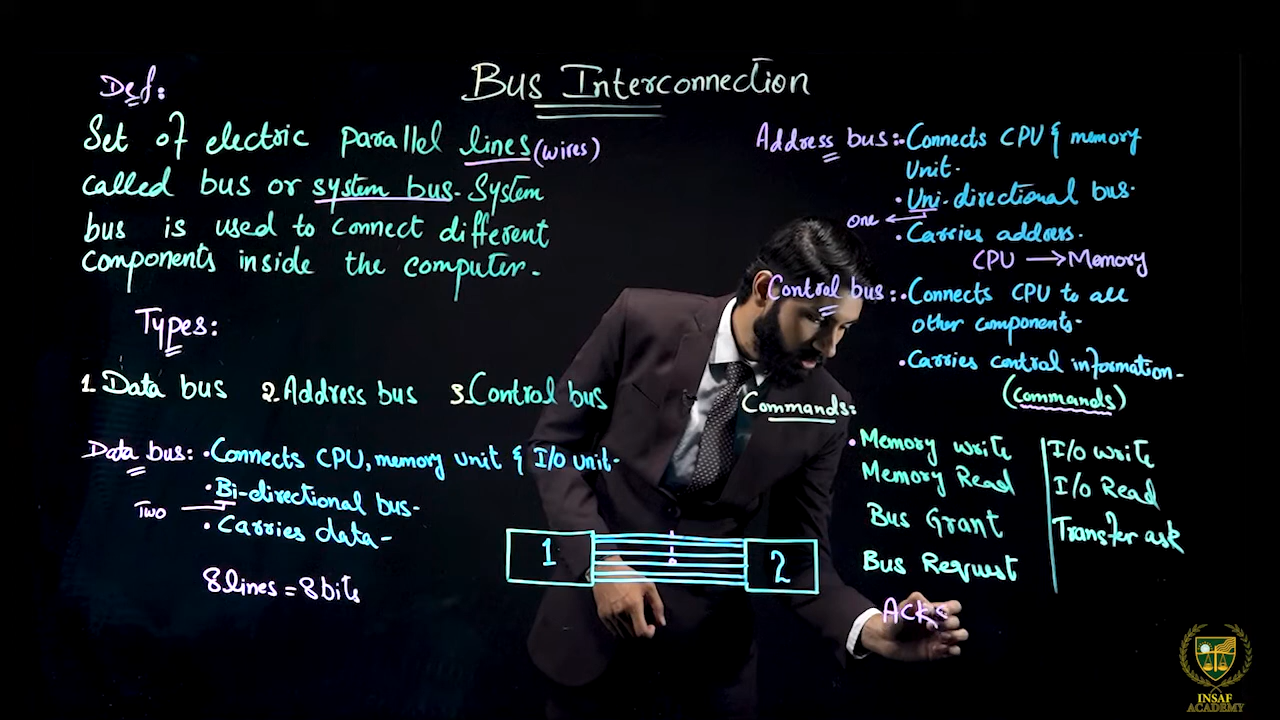 Bus Interconnection
Def:
Set of electric parallel lines (wires)
called bus or system bus. System
bus is used to connect different
components inside the computer.
Types:
1. Data bus 2. Address bus 3. Control bus
Data bus: • Connects CPU, memory unit & I/O unit.
• Bi-directional bus.
Two
• Carries data.
8 lines = 8 bits
1 2
Address bus: • Connects CPU & memory
Unit.
• Uni-directional bus.
one
• Carries address.
CPU → Memory
Control bus: • Connects CPU to all
other components.
• Carries control information.
(commands)
Commands:
• Memory write
Memory Read
Bus Grant
Bus Request
Acks
I/o write
I/o Read
Transfer ask
INSAF
ACADEMY